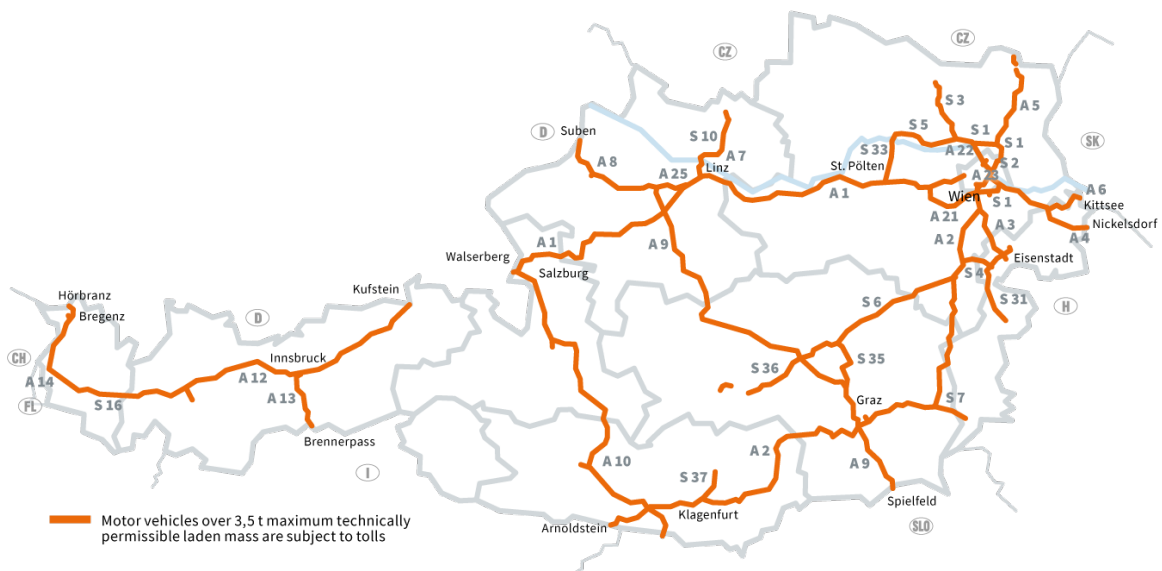 CZ
CZ
S 3
A 5
D
Suben
S 10
S 5
S 1
S 1
A 7
S 33
A 22
SK
A 8
Linz
St. Pölten
S 2
A 25
A 23
A 1
A 6
Wien
S 1
Kittsee
A 21
A 3
Nickelsdorf
A 1
A 9
A 2
A 4
Walserberg
Salzburg
Eisenstadt
S 4
Kufstein
Hörbranz
S 6
S 31
H
Bregenz
D
CH
Innsbruck
S 35
S 36
A 14
A 12
FL
S 16
A 13
Graz
S 7
Brennerpass
A 2
A 10
A 9
I
S 37
Spielfeld
Klagenfurt
Arnoldstein
SLO
Motor vehicles over 3,5 t maximum technically
permissible laden mass are subject to tolls